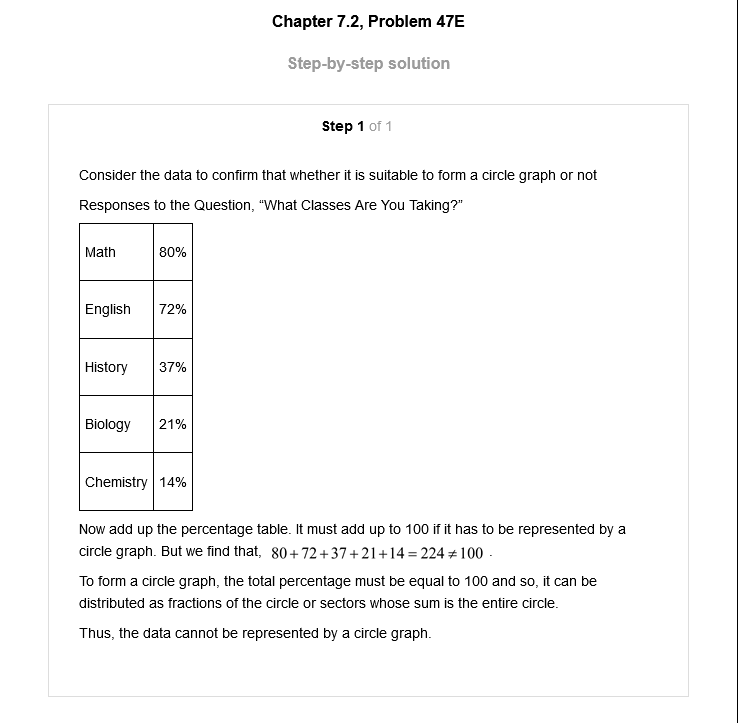 Chapter 7.2, Problem 47E
Step-by-step solution
Step 1 of 1
Consider the data to confirm that whether it is suitable to form a circle graph or not
Responses to the Question, “What Classes Are You Taking?”
Math 80%
English 72%
History 37%
Biology 21%
Chemistry 14%
Now add up the percentage table. It must add up to 100 if it has to be represented by a
circle graph. But we find that, 80+72+37+21+14=224≠100 .
To form a circle graph, the total percentage must be equal to 100 and so, it can be
distributed as fractions of the circle or sectors whose sum is the entire circle.
Thus, the data cannot be represented by a circle graph.